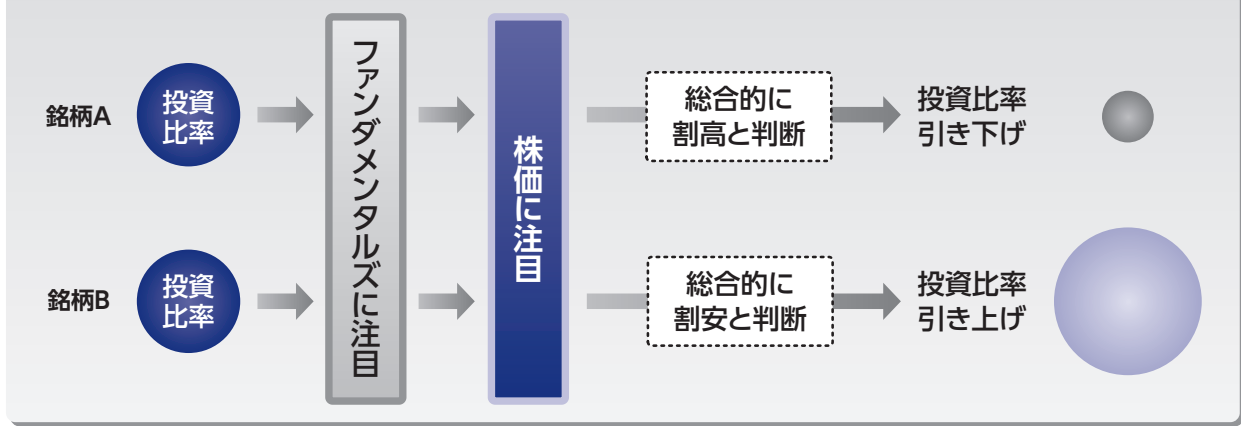 銘柄A
投資
比率
ファンダメンタルズに注目
株価に注目
総合的に
割高と判断
投資比率
引き下げ
銘柄B
投資
比率
総合的に
割安と判断
投資比率
引き上げ